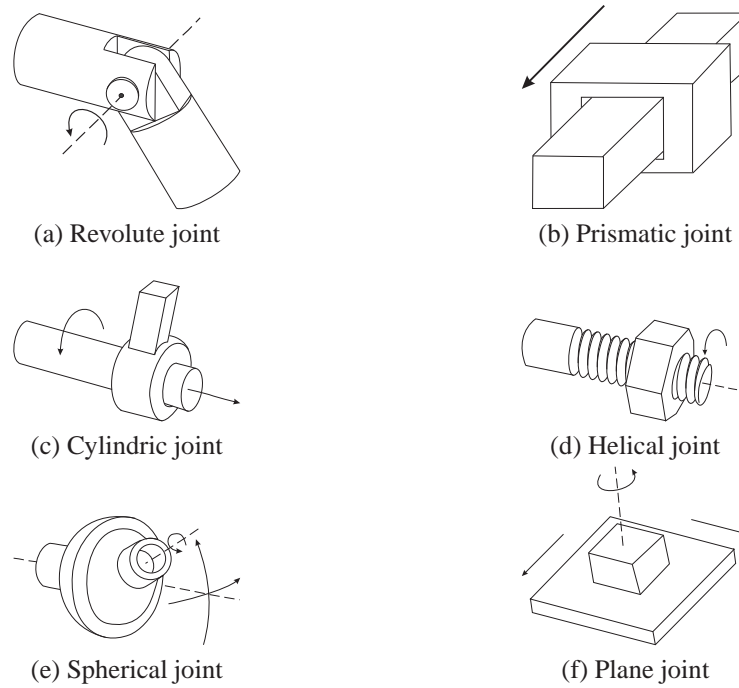 (a) Revolute joint
(b) Prismatic joint
(c) Cylindric joint
(d) Helical joint
(e) Spherical joint
(f) Plane joint